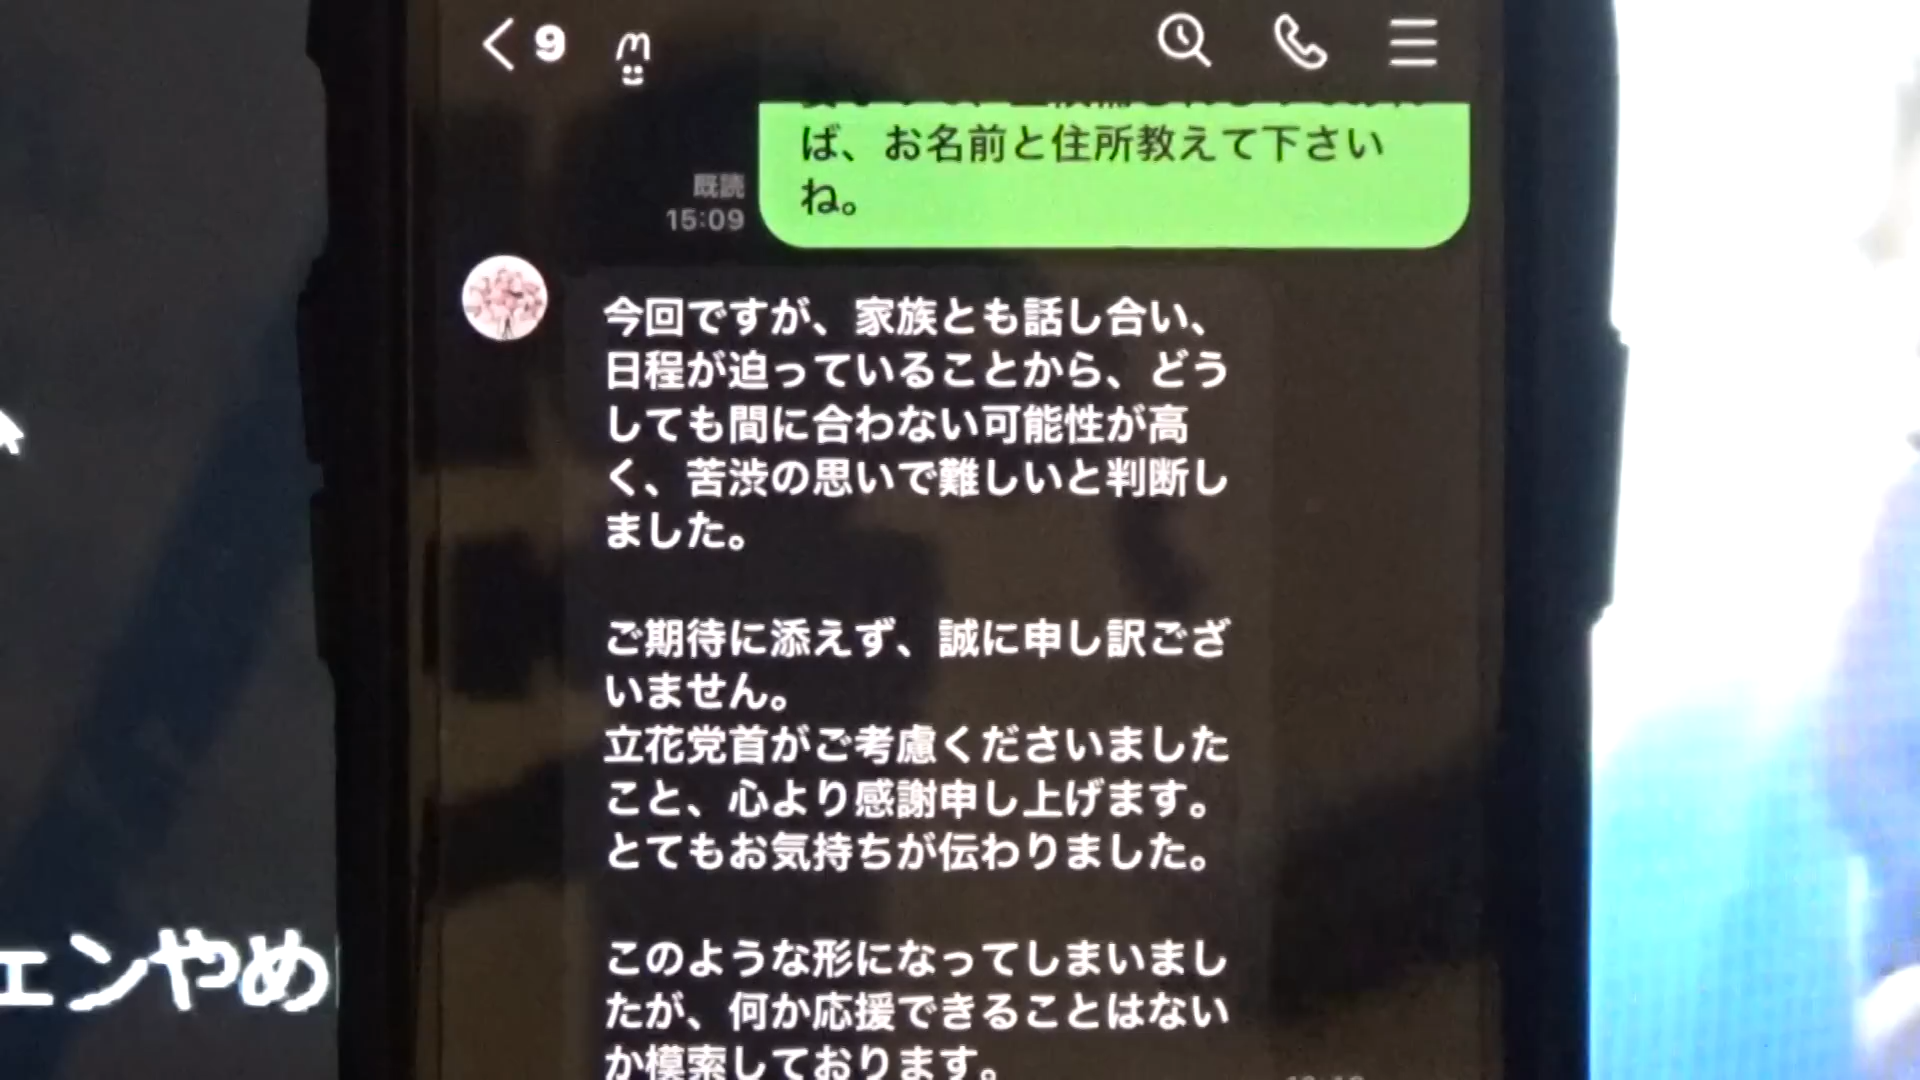 9 m
ば、お名前と住所教えて下さい
ね。
既読
15:09
今回ですが、家族とも話し合い、
日程が迫っていることから、どう
しても間に合わない可能性が高
く、苦渋の思いで難しいと判断し
ました。
ご期待に添えず、誠に申し訳ござ
いません。
立花党首がご考慮くださいました
こと、心より感謝申し上げます。
とてもお気持ちが伝わりました。
このような形になってしまいまし
たが、何か応援できることはない
か模索しております。
ェンやめ